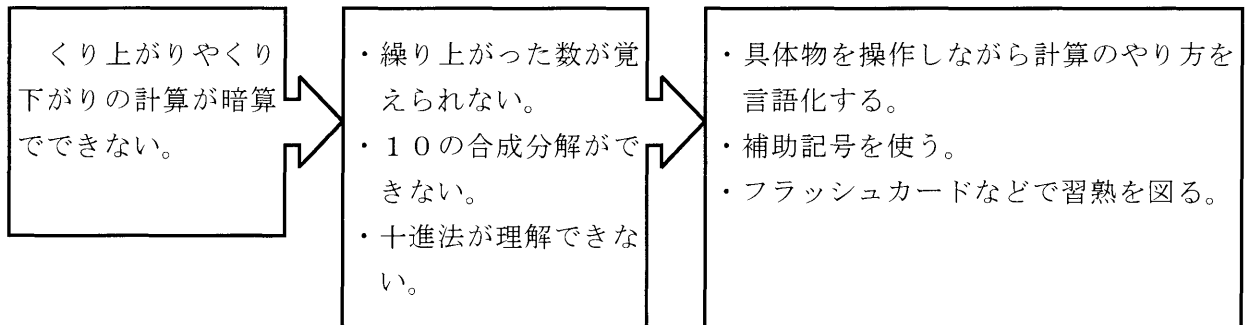 くり上がりやくり
下がりの計算が暗算
でできない。
・繰り上がった数が覚
えられない。
・１０の合成分解がで
きない。
・十進法が理解できな
い。
・具体物を操作しながら計算のやり方を
言語化する。
・補助記号を使う。
・フラッシュカードなどで習熟を図る。